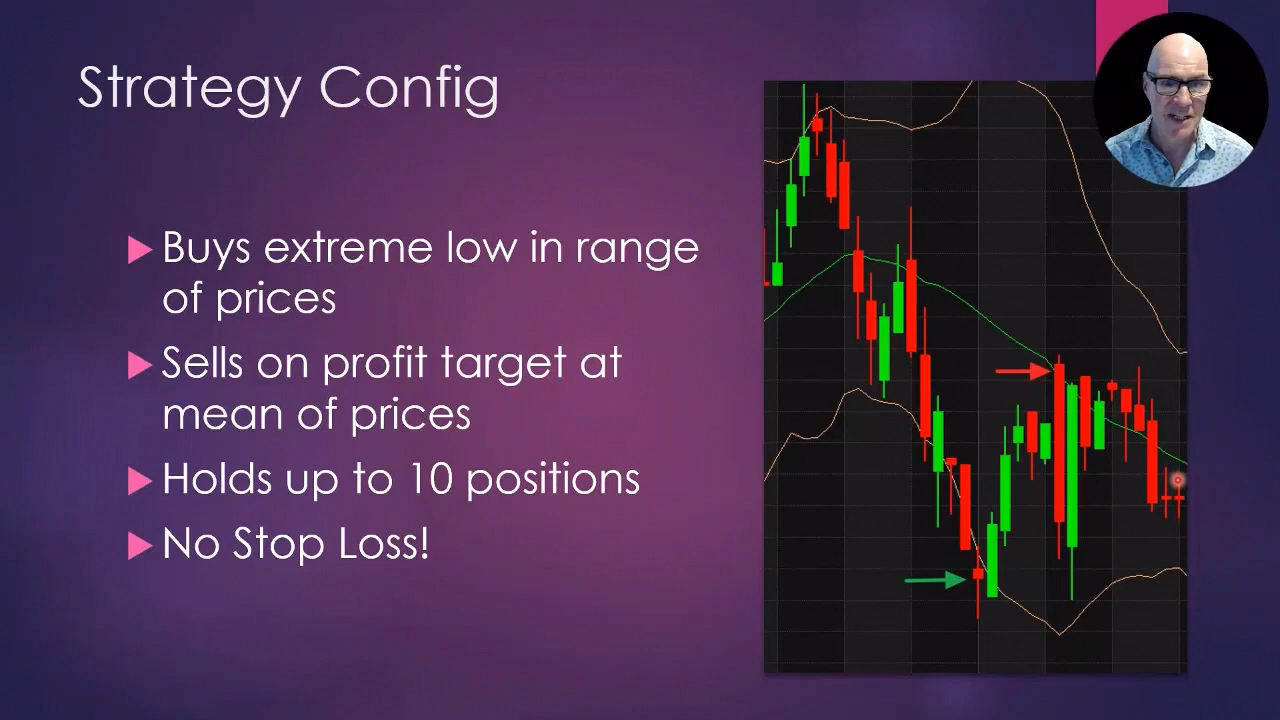 Strategy Config
Buys extreme low in range
of prices
Sells on profit target at
mean of prices
Holds up to 10 positions
No Stop Loss!